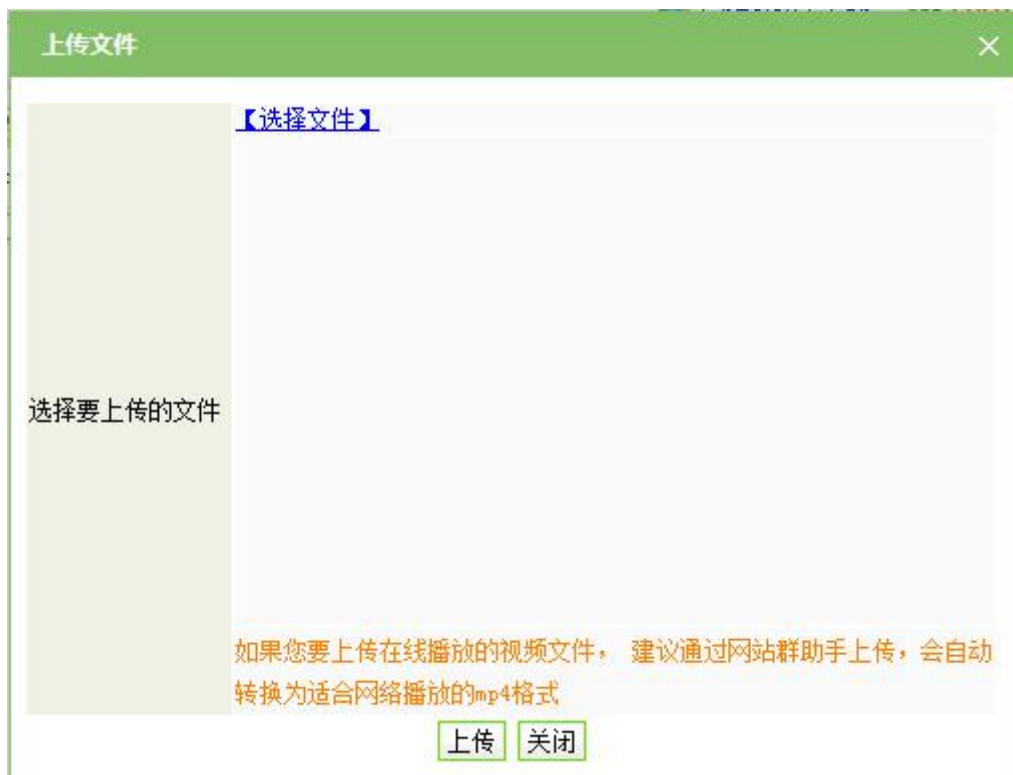 上传文件
【选择文件】
选择要上传的文件
如果您要上传在线播放的视频文件， 建议通过网站群助手上传，会自动
转换为适合网络播放的mp4格式
上传 关闭